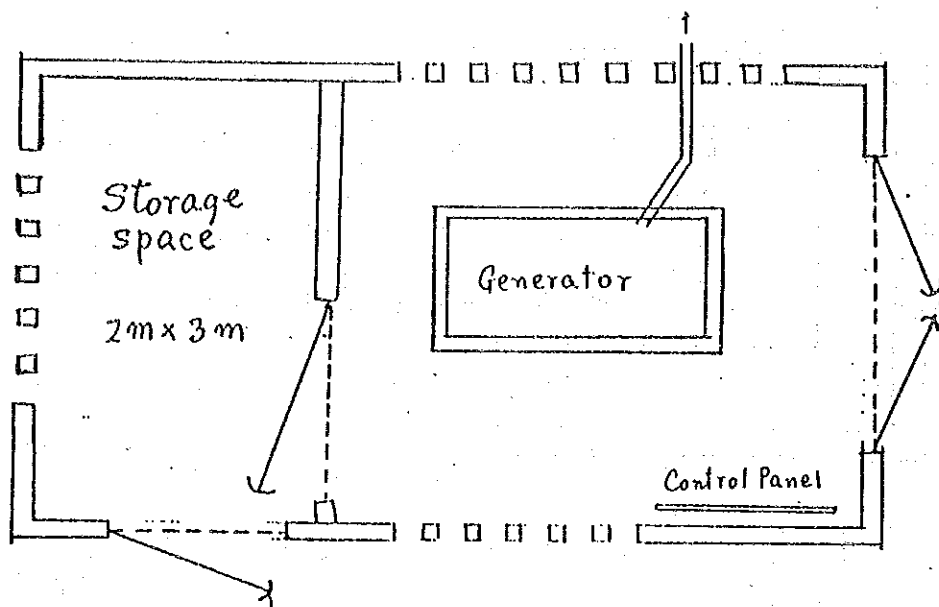 Storage
space
2m x 3m
Generator
Control Panel